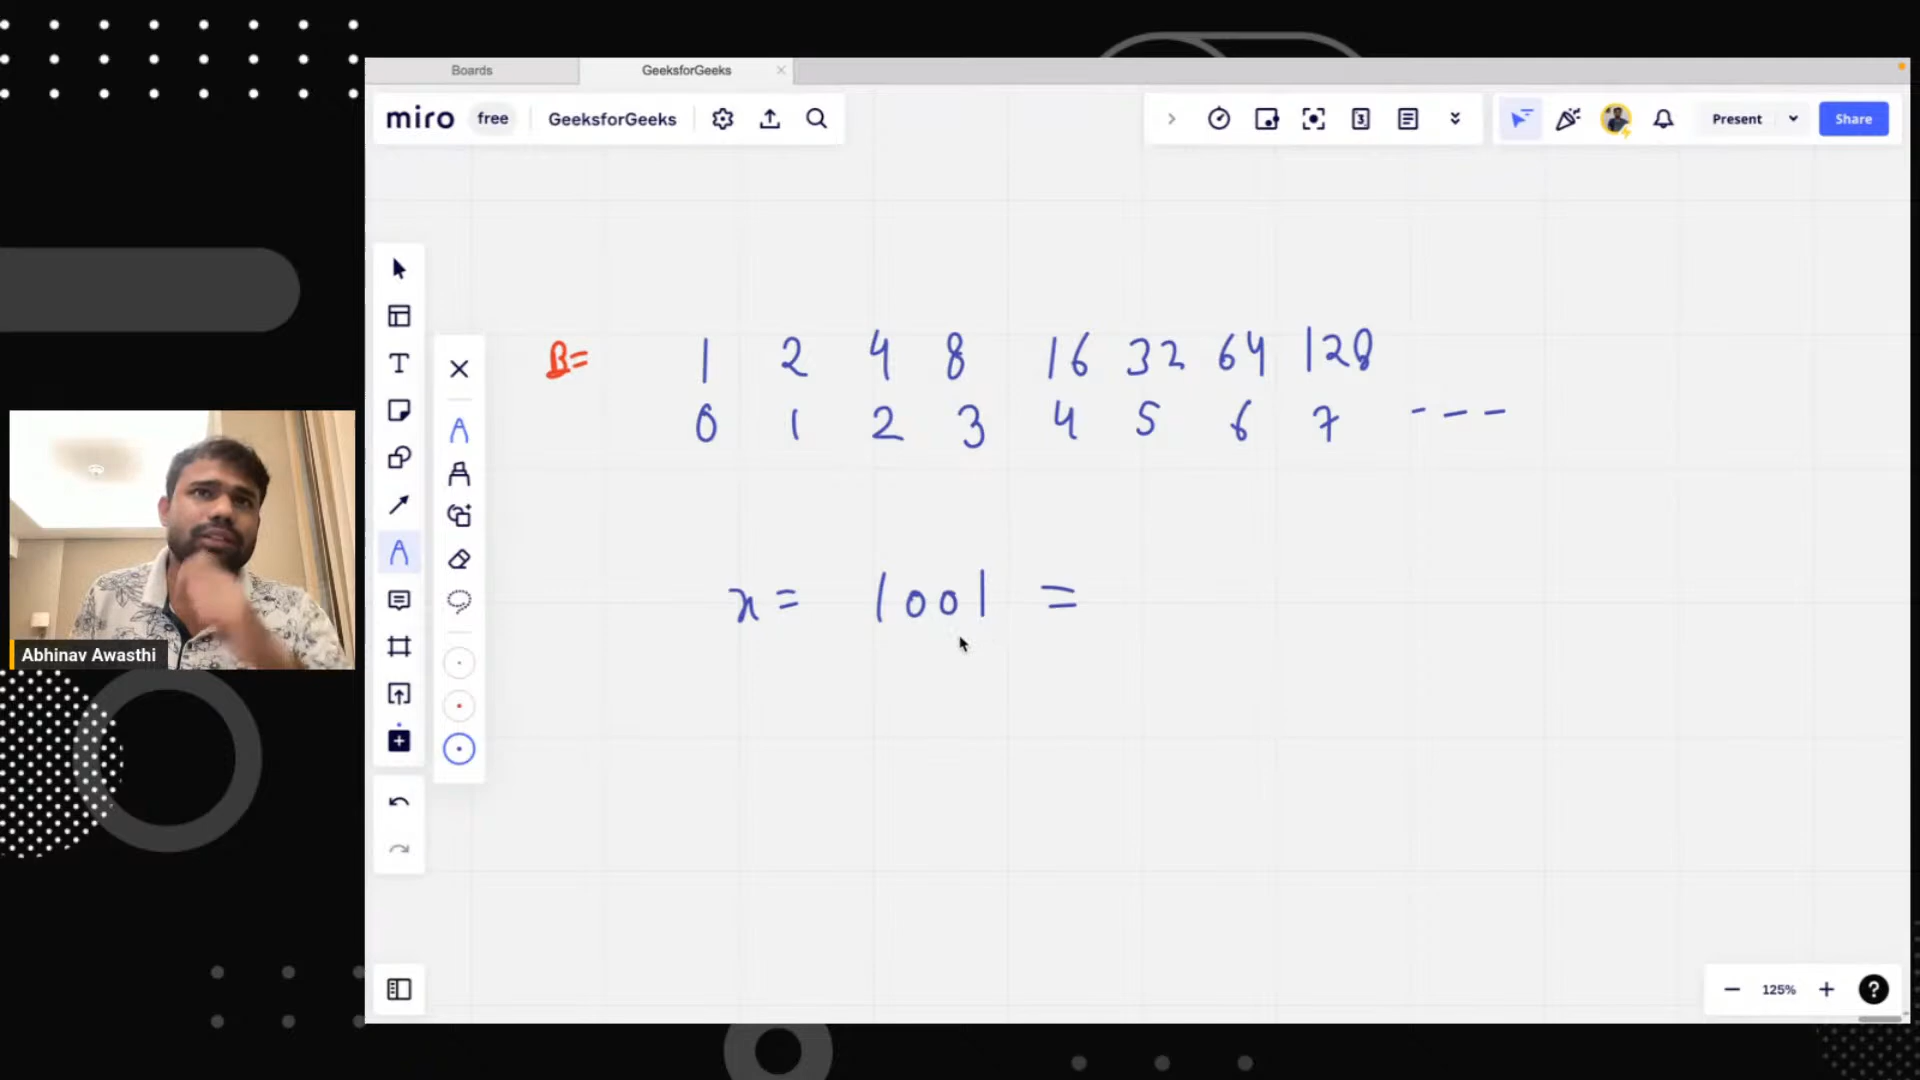 Boards GeeksforGeeks
miro free GeeksforGeeks 3 Present Share
B= 1 2 4 8 16 32 64 128
0 1 2 3 4 5 6 7 ---
x = 1001 =
Abhinav Awasthi
125% ?